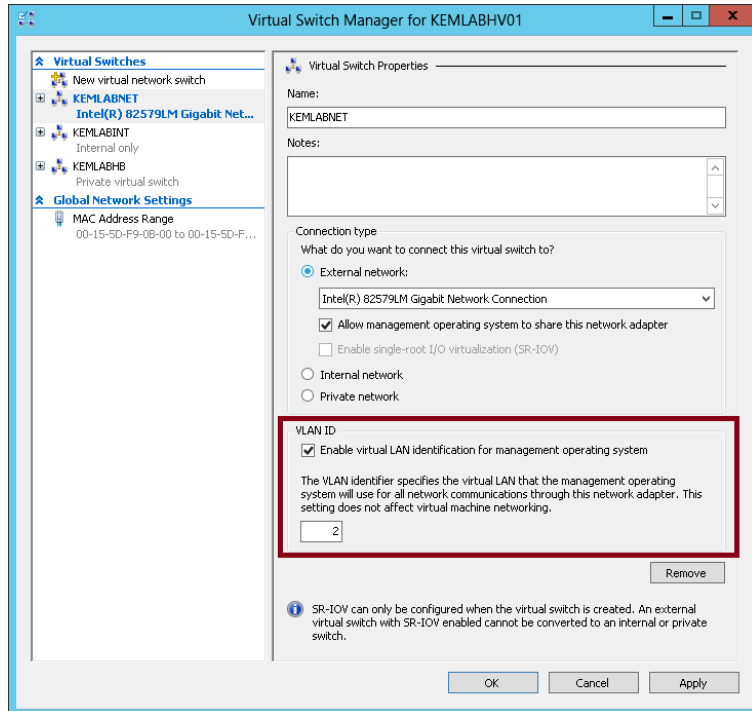 Virtual Switch Manager for KEMLABHV01
Virtual Switches
New virtual network switch
KEMLABNET
Intel(R) 82579LM Gigabit Net...
KEMLABINT
Internal only
KEMLABHB
Private virtual switch
Global Network Settings
MAC Address Range
00-15-5D-F9-0B-00 to 00-15-5D-F...
Virtual Switch Properties
Name:
KEMLABNET
Notes:
Connection type
What do you want to connect this virtual switch to?
External network:
Intel(R) 82579LM Gigabit Network Connection
Allow management operating system to share this network adapter
Enable single-root I/O virtualization (SR-IOV)
Internal network
Private network
VLAN ID
Enable virtual LAN identification for management operating system
The VLAN identifier specifies the virtual LAN that the management operating
system will use for all network communications through this network adapter. This
setting does not affect virtual machine networking.
2
Remove
SR-IOV can only be configured when the virtual switch is created. An external
virtual switch with SR-IOV enabled cannot be converted to an internal or private
switch.
OK
Cancel
Apply